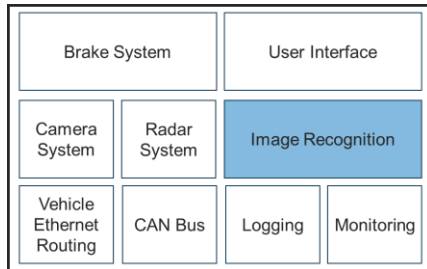 Brake System
User Interface
Camera
System
Radar
System
Image Recognition
Vehicle
Ethernet
Routing
CAN Bus
Logging
Monitoring